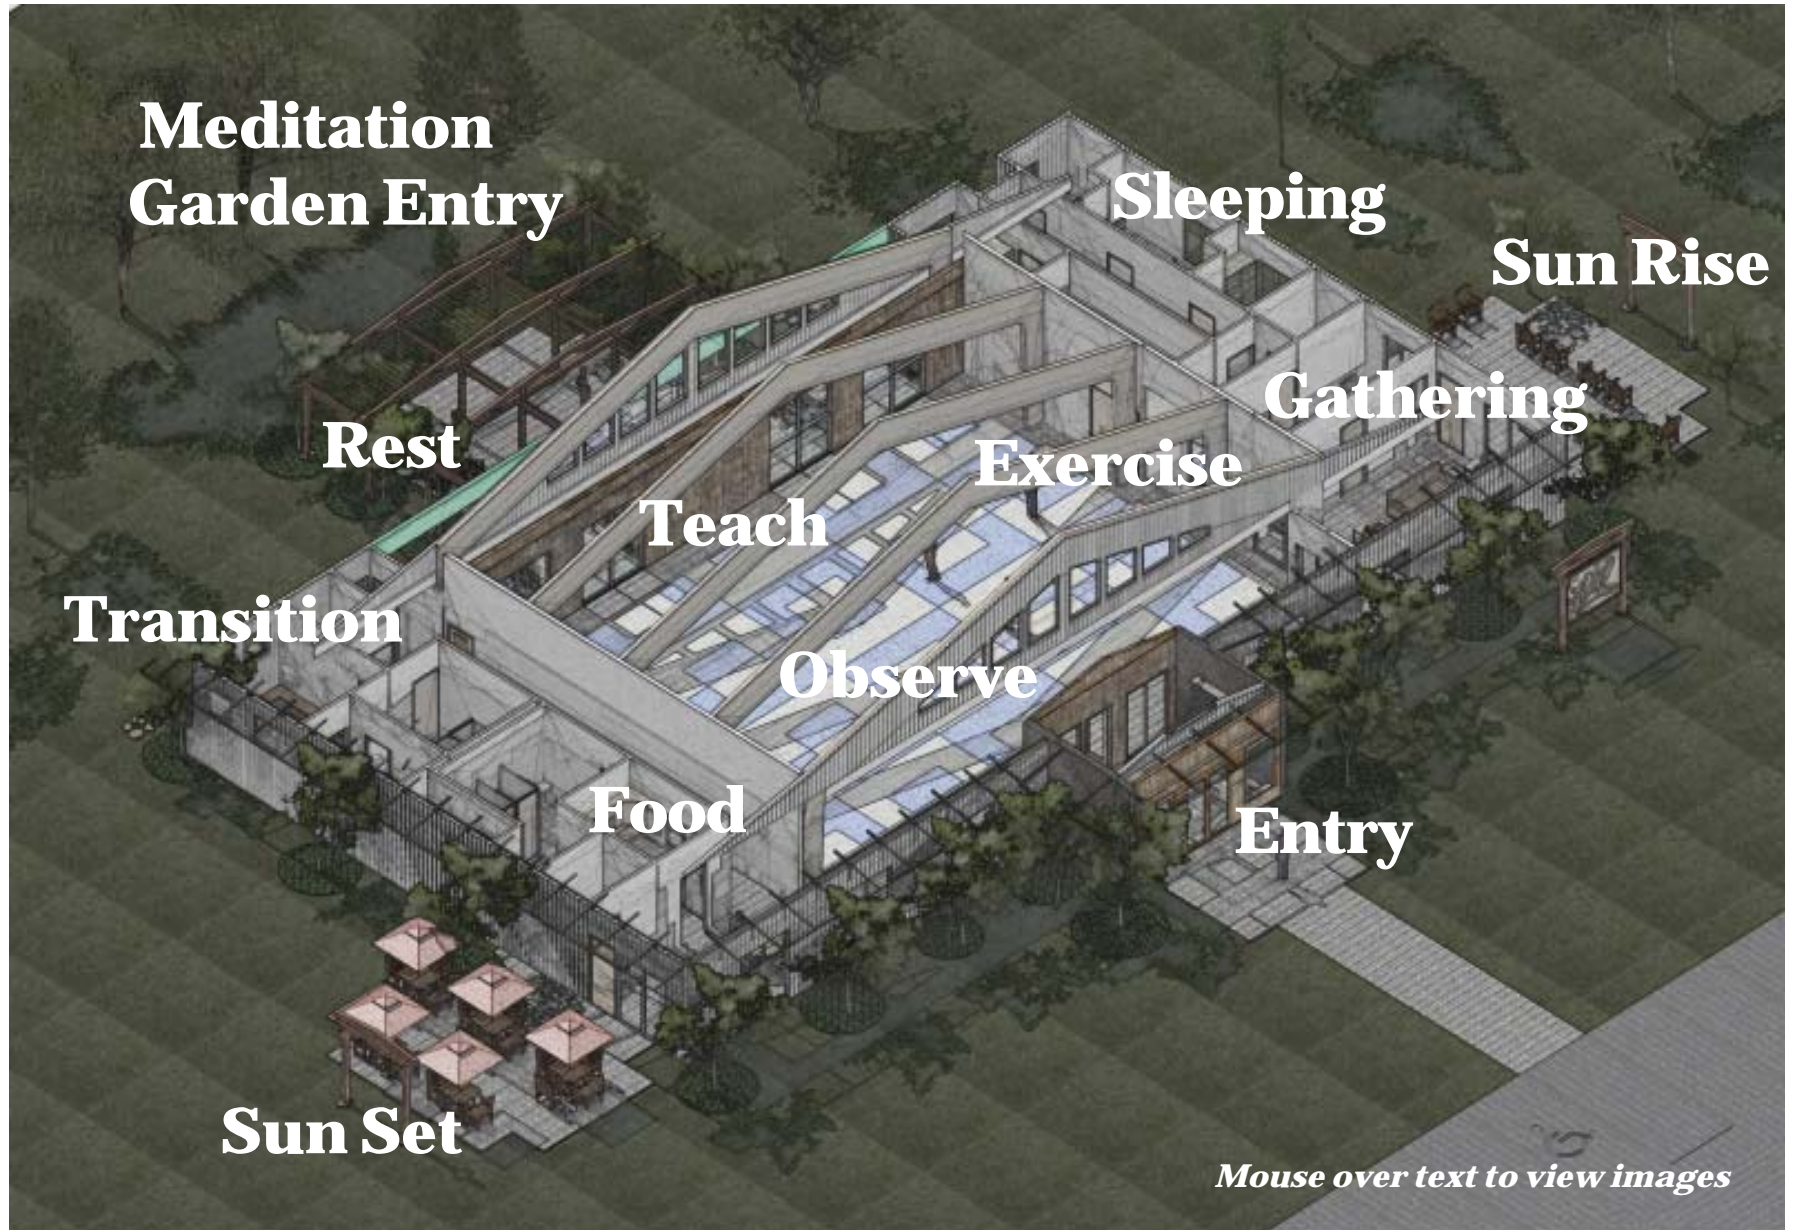 Meditation
Garden Entry
Sleeping
Sun Rise
Gathering
Rest
Exercise
Teach
Transition
Observe
Food
Entry
Sun Set
Mouse over text to view images